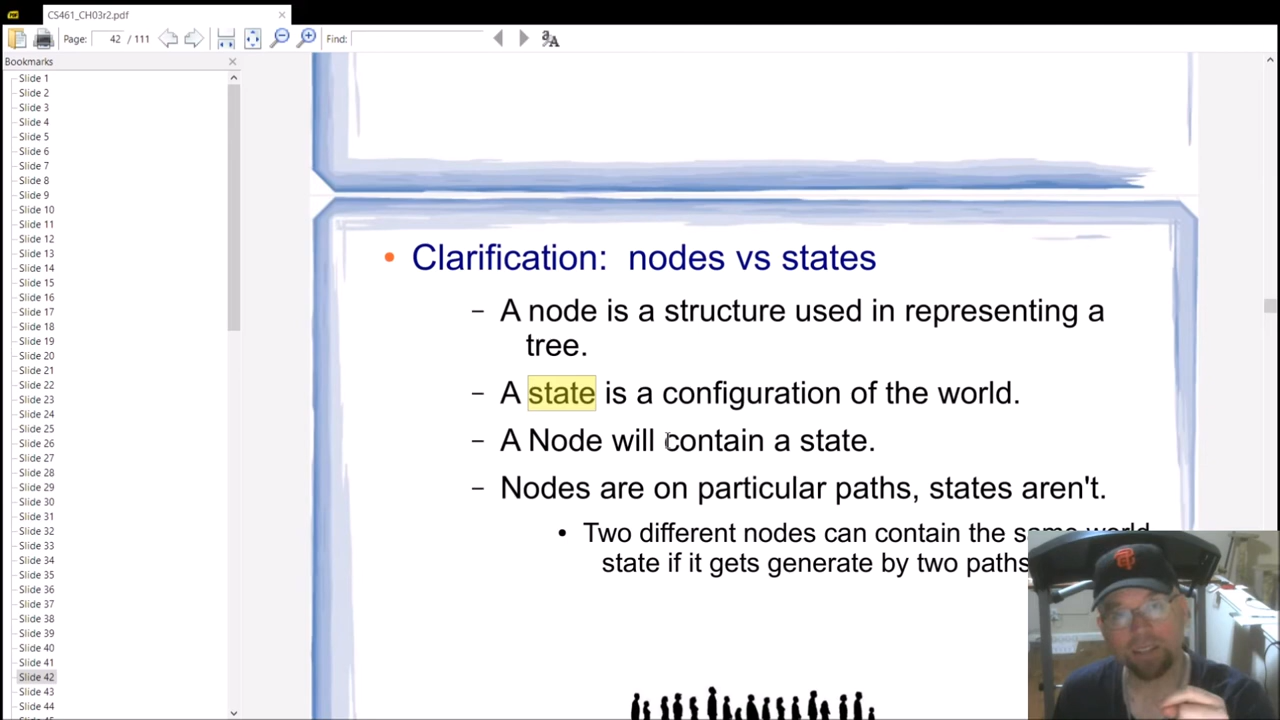 CS461_CH03r2.pdf
Page: 42 / 111
Find:
Bookmarks
Slide 1
Slide 2
Slide 3
Slide 4
Slide 5
Slide 6
Slide 7
Slide 8
Slide 9
Slide 10
Slide 11
Slide 12
Slide 13
Slide 14
Slide 15
Slide 16
Slide 17
Slide 18
Slide 19
Slide 20
Slide 21
Slide 22
Slide 23
Slide 24
Slide 25
Slide 26
Slide 27
Slide 28
Slide 29
Slide 30
Slide 31
Slide 32
Slide 33
Slide 34
Slide 35
Slide 36
Slide 37
Slide 38
Slide 39
Slide 40
Slide 41
Slide 42
Slide 43
Slide 44
• Clarification: nodes vs states
– A node is a structure used in representing a
tree.
– A state is a configuration of the world.
– A Node will contain a state.
– Nodes are on particular paths, states aren't.
• Two different nodes can contain the same world
state if it gets generate by two paths